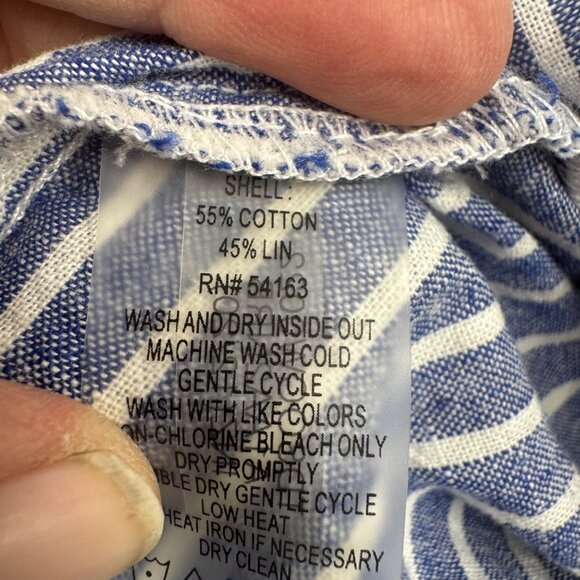 SHELL:
55% COTTON
45% LIN
RN# 54163
WASH AND DRY INSIDE OUT
MACHINE WASH COLD
GENTLE CYCLE
WASH WITH LIKE COLORS
ON-CHLORINE BLEACH ONLY
DRY PROMPTLY
BLE DRY GENTLE CYCLE
LOW HEAT
HEAT IRON IF NECESSARY
DRY CLEAN